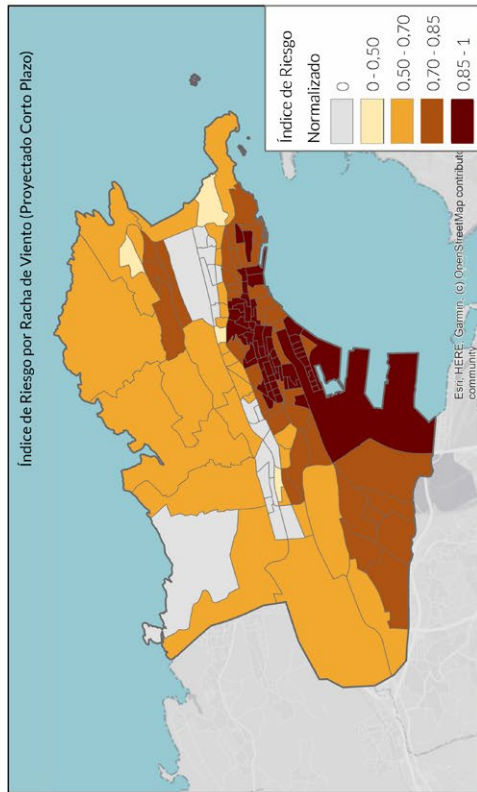 Índice de Riesgo por Racha de Viento (Proyectado Corto Plazo)
Índice de Riesgo
Normalizado
0
0 - 0,50
0,50 - 0,70
0,70 - 0,85
0,85 - 1
Esri, HERE, Garmin, (c) OpenStreetMap contributo
community